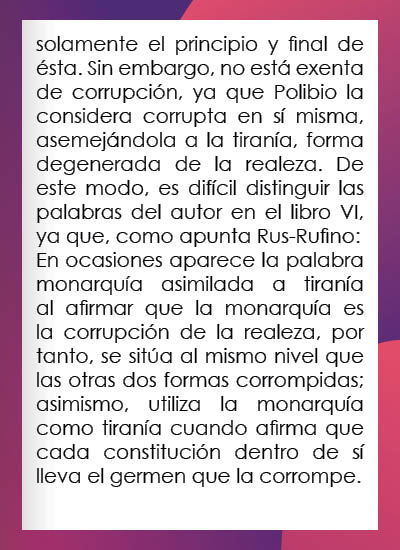 solamente el principio y final de
ésta. Sin embargo, no está exenta
de corrupción, ya que Polibio la
considera corrupta en sí misma,
asemejándola a la tiranía, forma
degenerada de la realeza. De
este modo, es difícil distinguir las
palabras del autor en el libro VI,
ya que, como apunta Rus-Rufino:
En ocasiones aparece la palabra
monarquía asimilada a tiranía
al afirmar que la monarquía es
la corrupción de la realeza, por
tanto, se sitúa al mismo nivel que
las otras dos formas corrompidas;
asimismo, utiliza la monarquía
como tiranía cuando afirma que
cada constitución dentro de sí
lleva el germen que la corrompe.